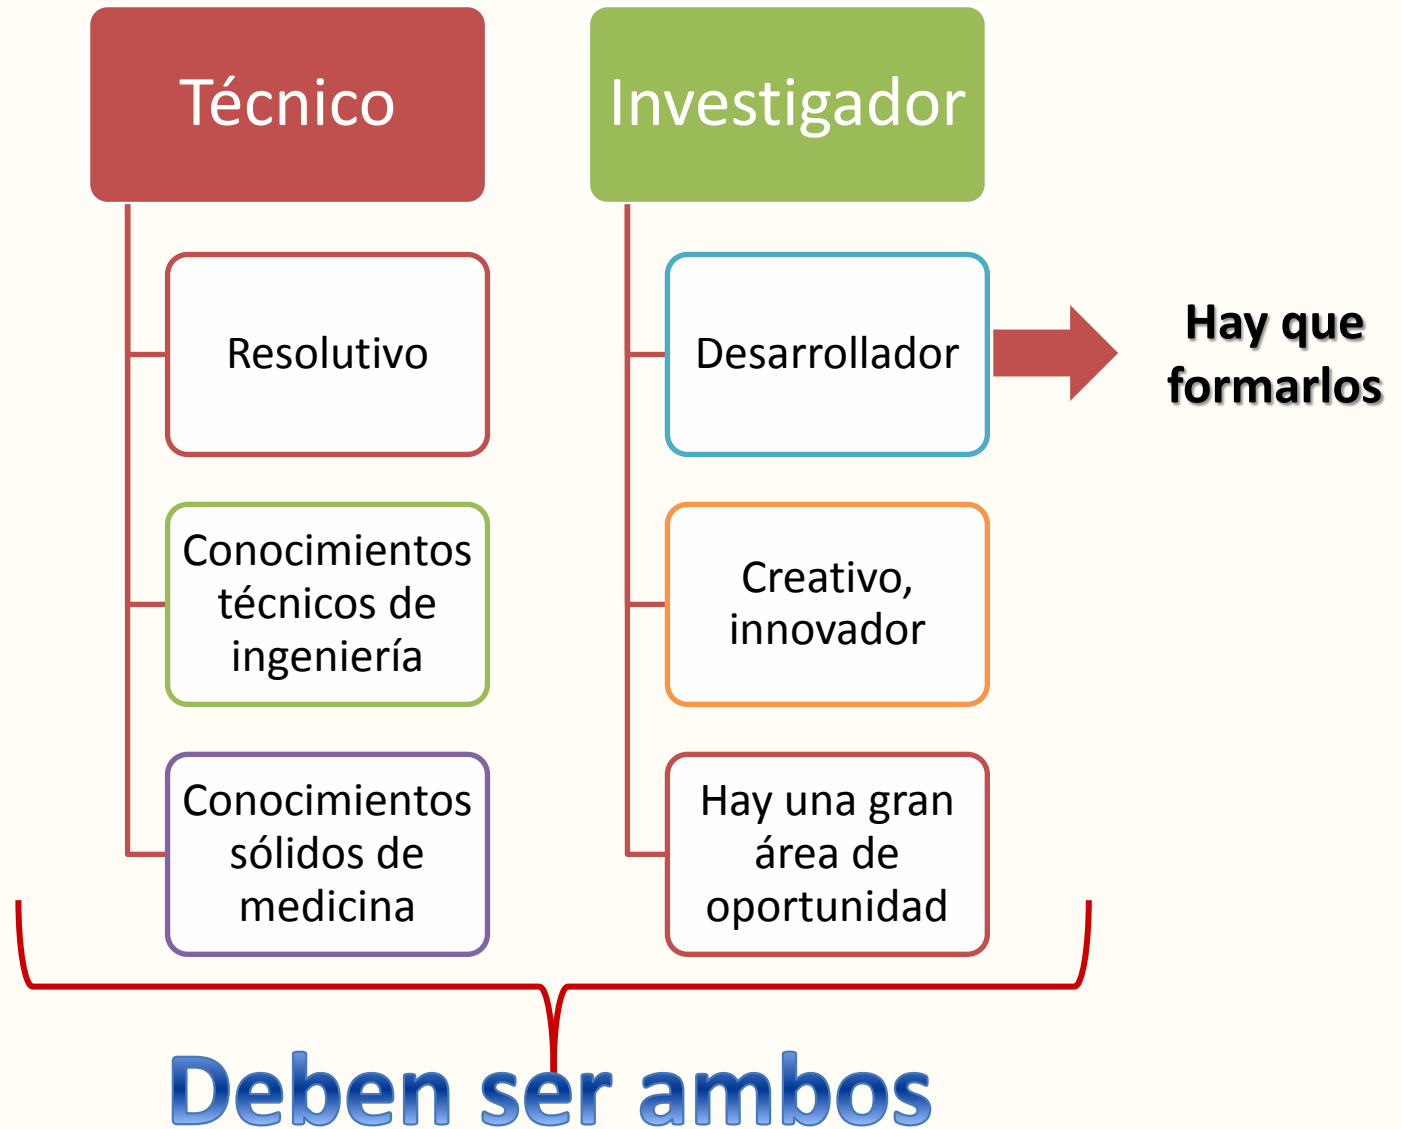 Técnico
Resolutivo
Conocimientos
técnicos de
ingeniería
Conocimientos
sólidos de
medicina
Investigador
Desarrollador
Hay que
formarlos
Creativo,
innovador
Hay una gran
área de
oportunidad
Deben ser ambos